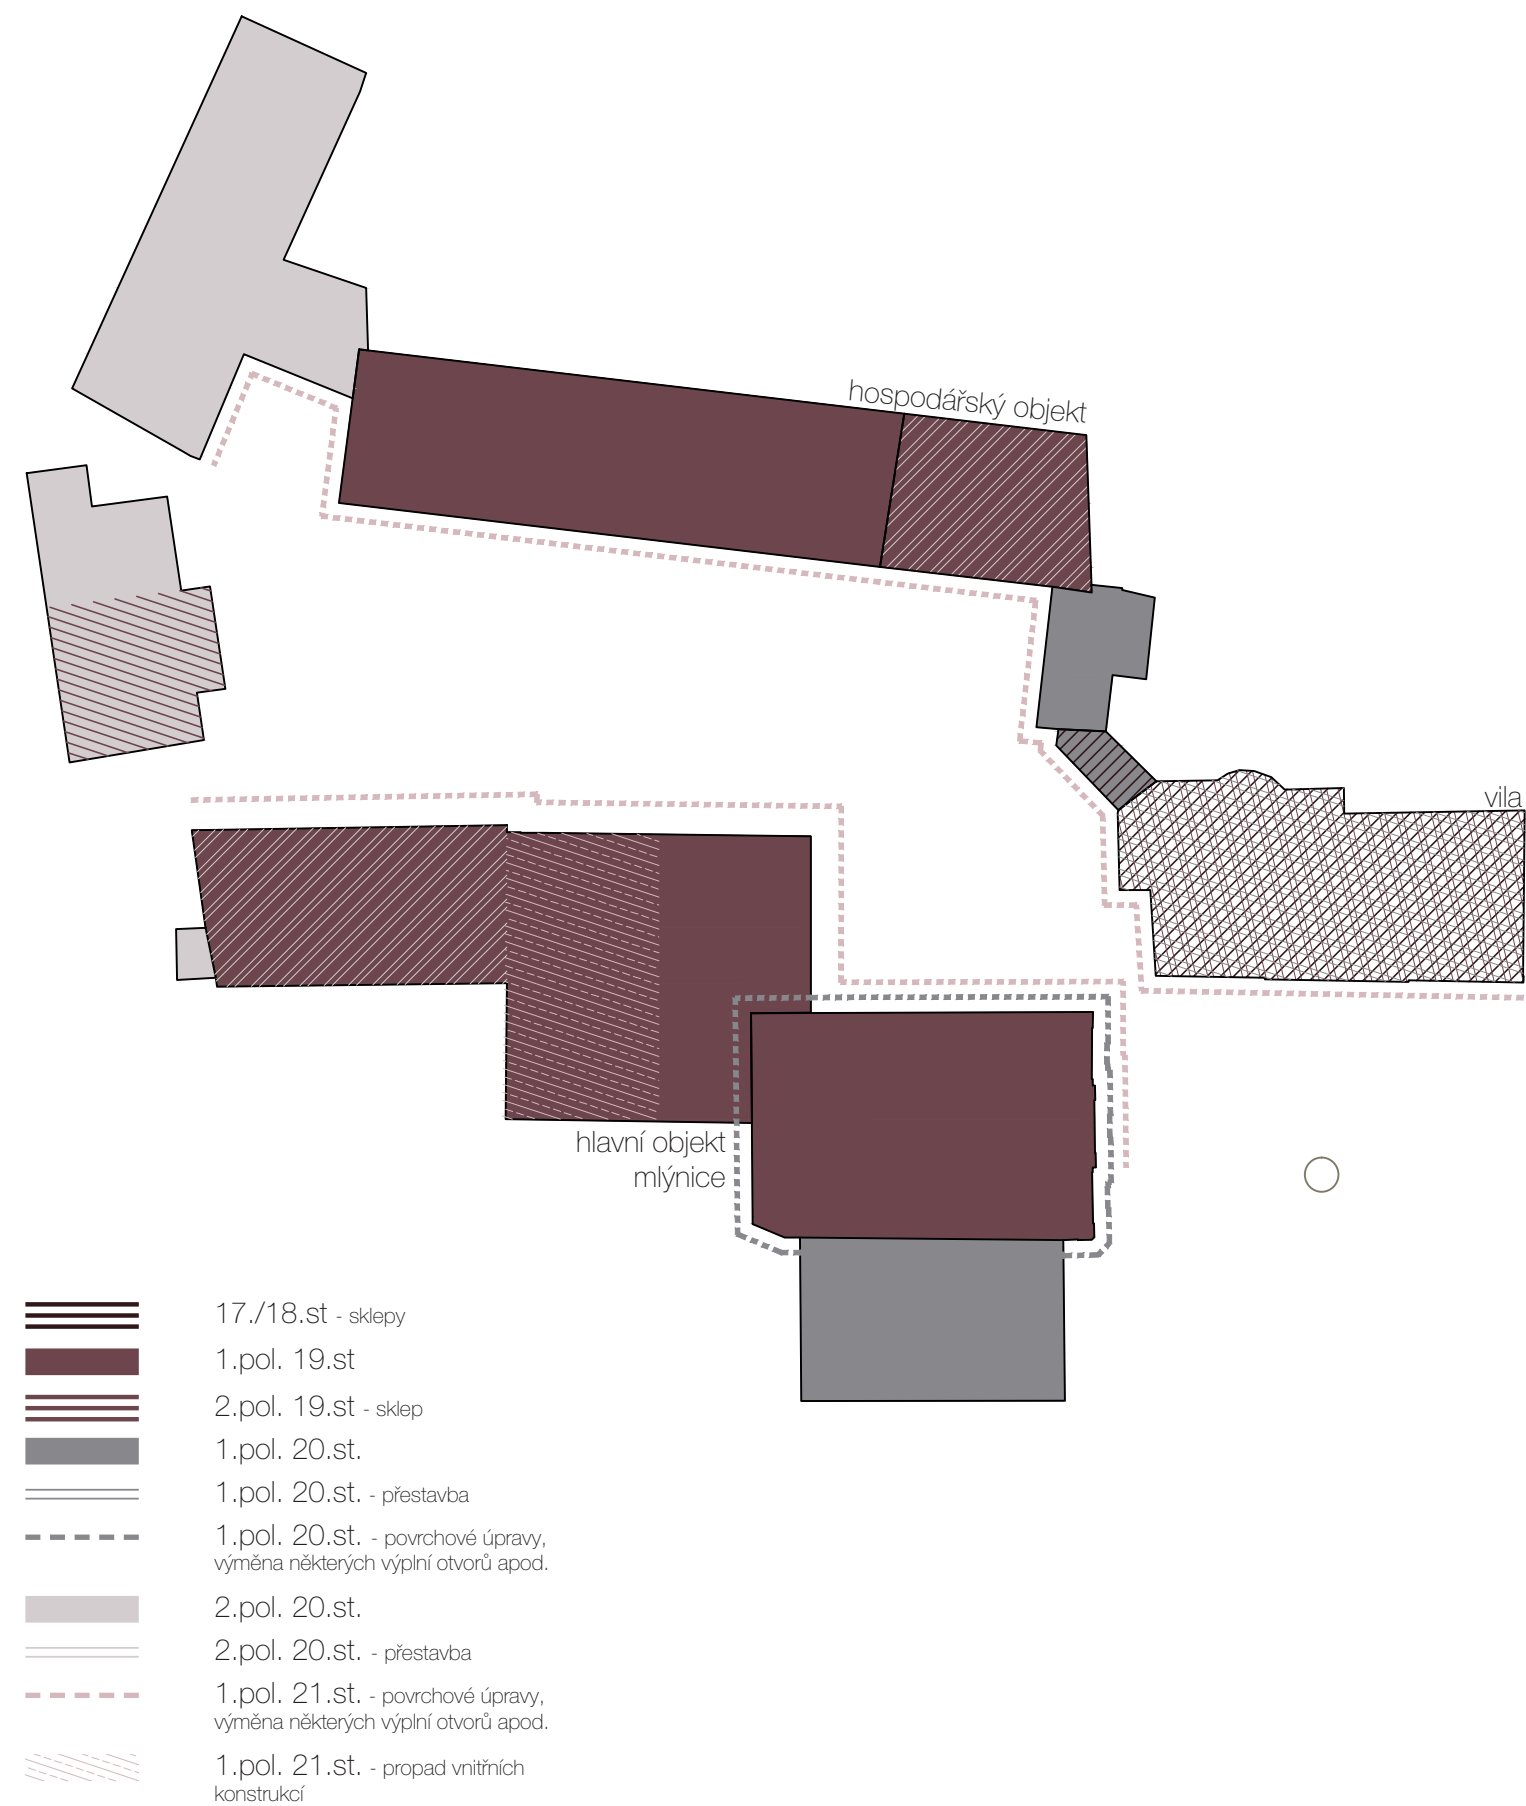 hospodářský objekt
vila
hlavní objekt
mlýnice
17./18.st - sklepy
1.pol. 19.st
2.pol. 19.st - sklep
1.pol. 20.st.
1.pol. 20.st. - přestavba
1.pol. 20.st. - povrchové úpravy,
výměna některých výplní otvorů apod.
2.pol. 20.st.
2.pol. 20.st. - přestavba
1.pol. 21.st. - povrchové úpravy,
výměna některých výplní otvorů apod.
1.pol. 21.st. - propad vnitřních
konstrukcí